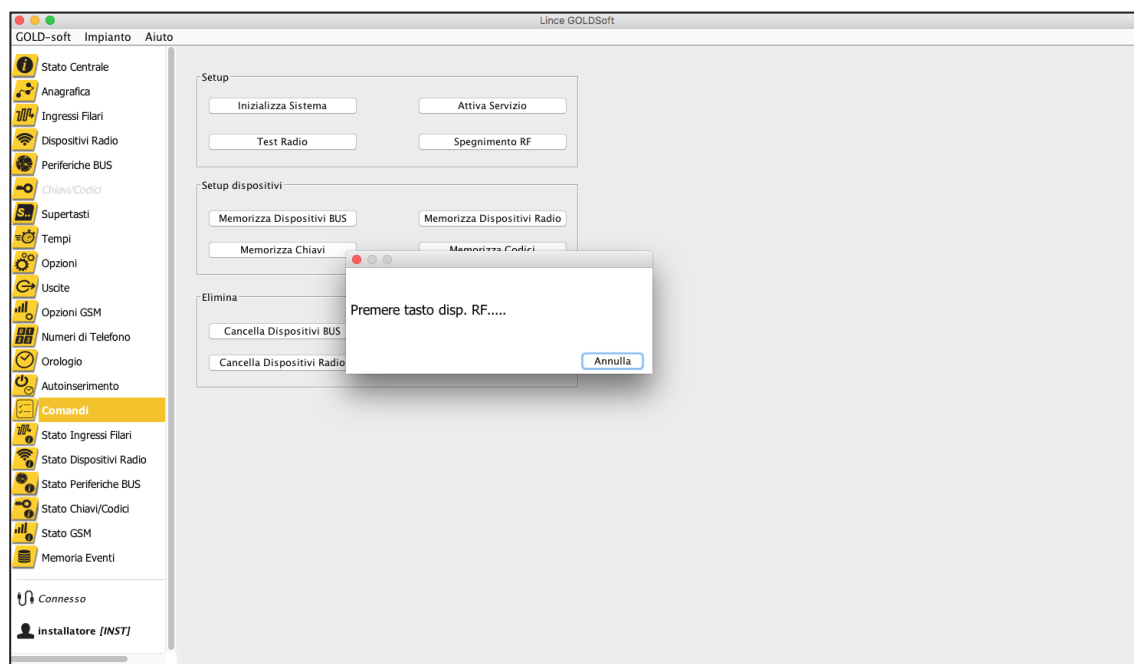 Lince GOLDSoft
GOLD-soft Impianto Aiuto
Stato Centrale
Anagrafica
Ingressi Filari
Dispositivi Radio
Periferiche BUS
Chiavi/Codici
Supertasti
Tempi
Opzioni
Uscite
Opzioni GSM
Numeri di Telefono
Orologio
Autoinserimento
Comandi
Stato Ingressi Filari
Stato Dispositivi Radio
Stato Periferiche BUS
Stato Chiavi/Codici
Stato GSM
Memoria Eventi
Connesso
installatore [INST]
Setup
Inizializza Sistema Attiva Servizio
Test Radio Spegnimento RF
Setup dispositivi
Memorizza Dispositivi BUS Memorizza Dispositivi Radio
Memorizza Chiavi Memorizza Codici
Elimina
Cancella Dispositivi BUS
Cancella Dispositivi Radio
Premere tasto disp. RF.....
Annulla